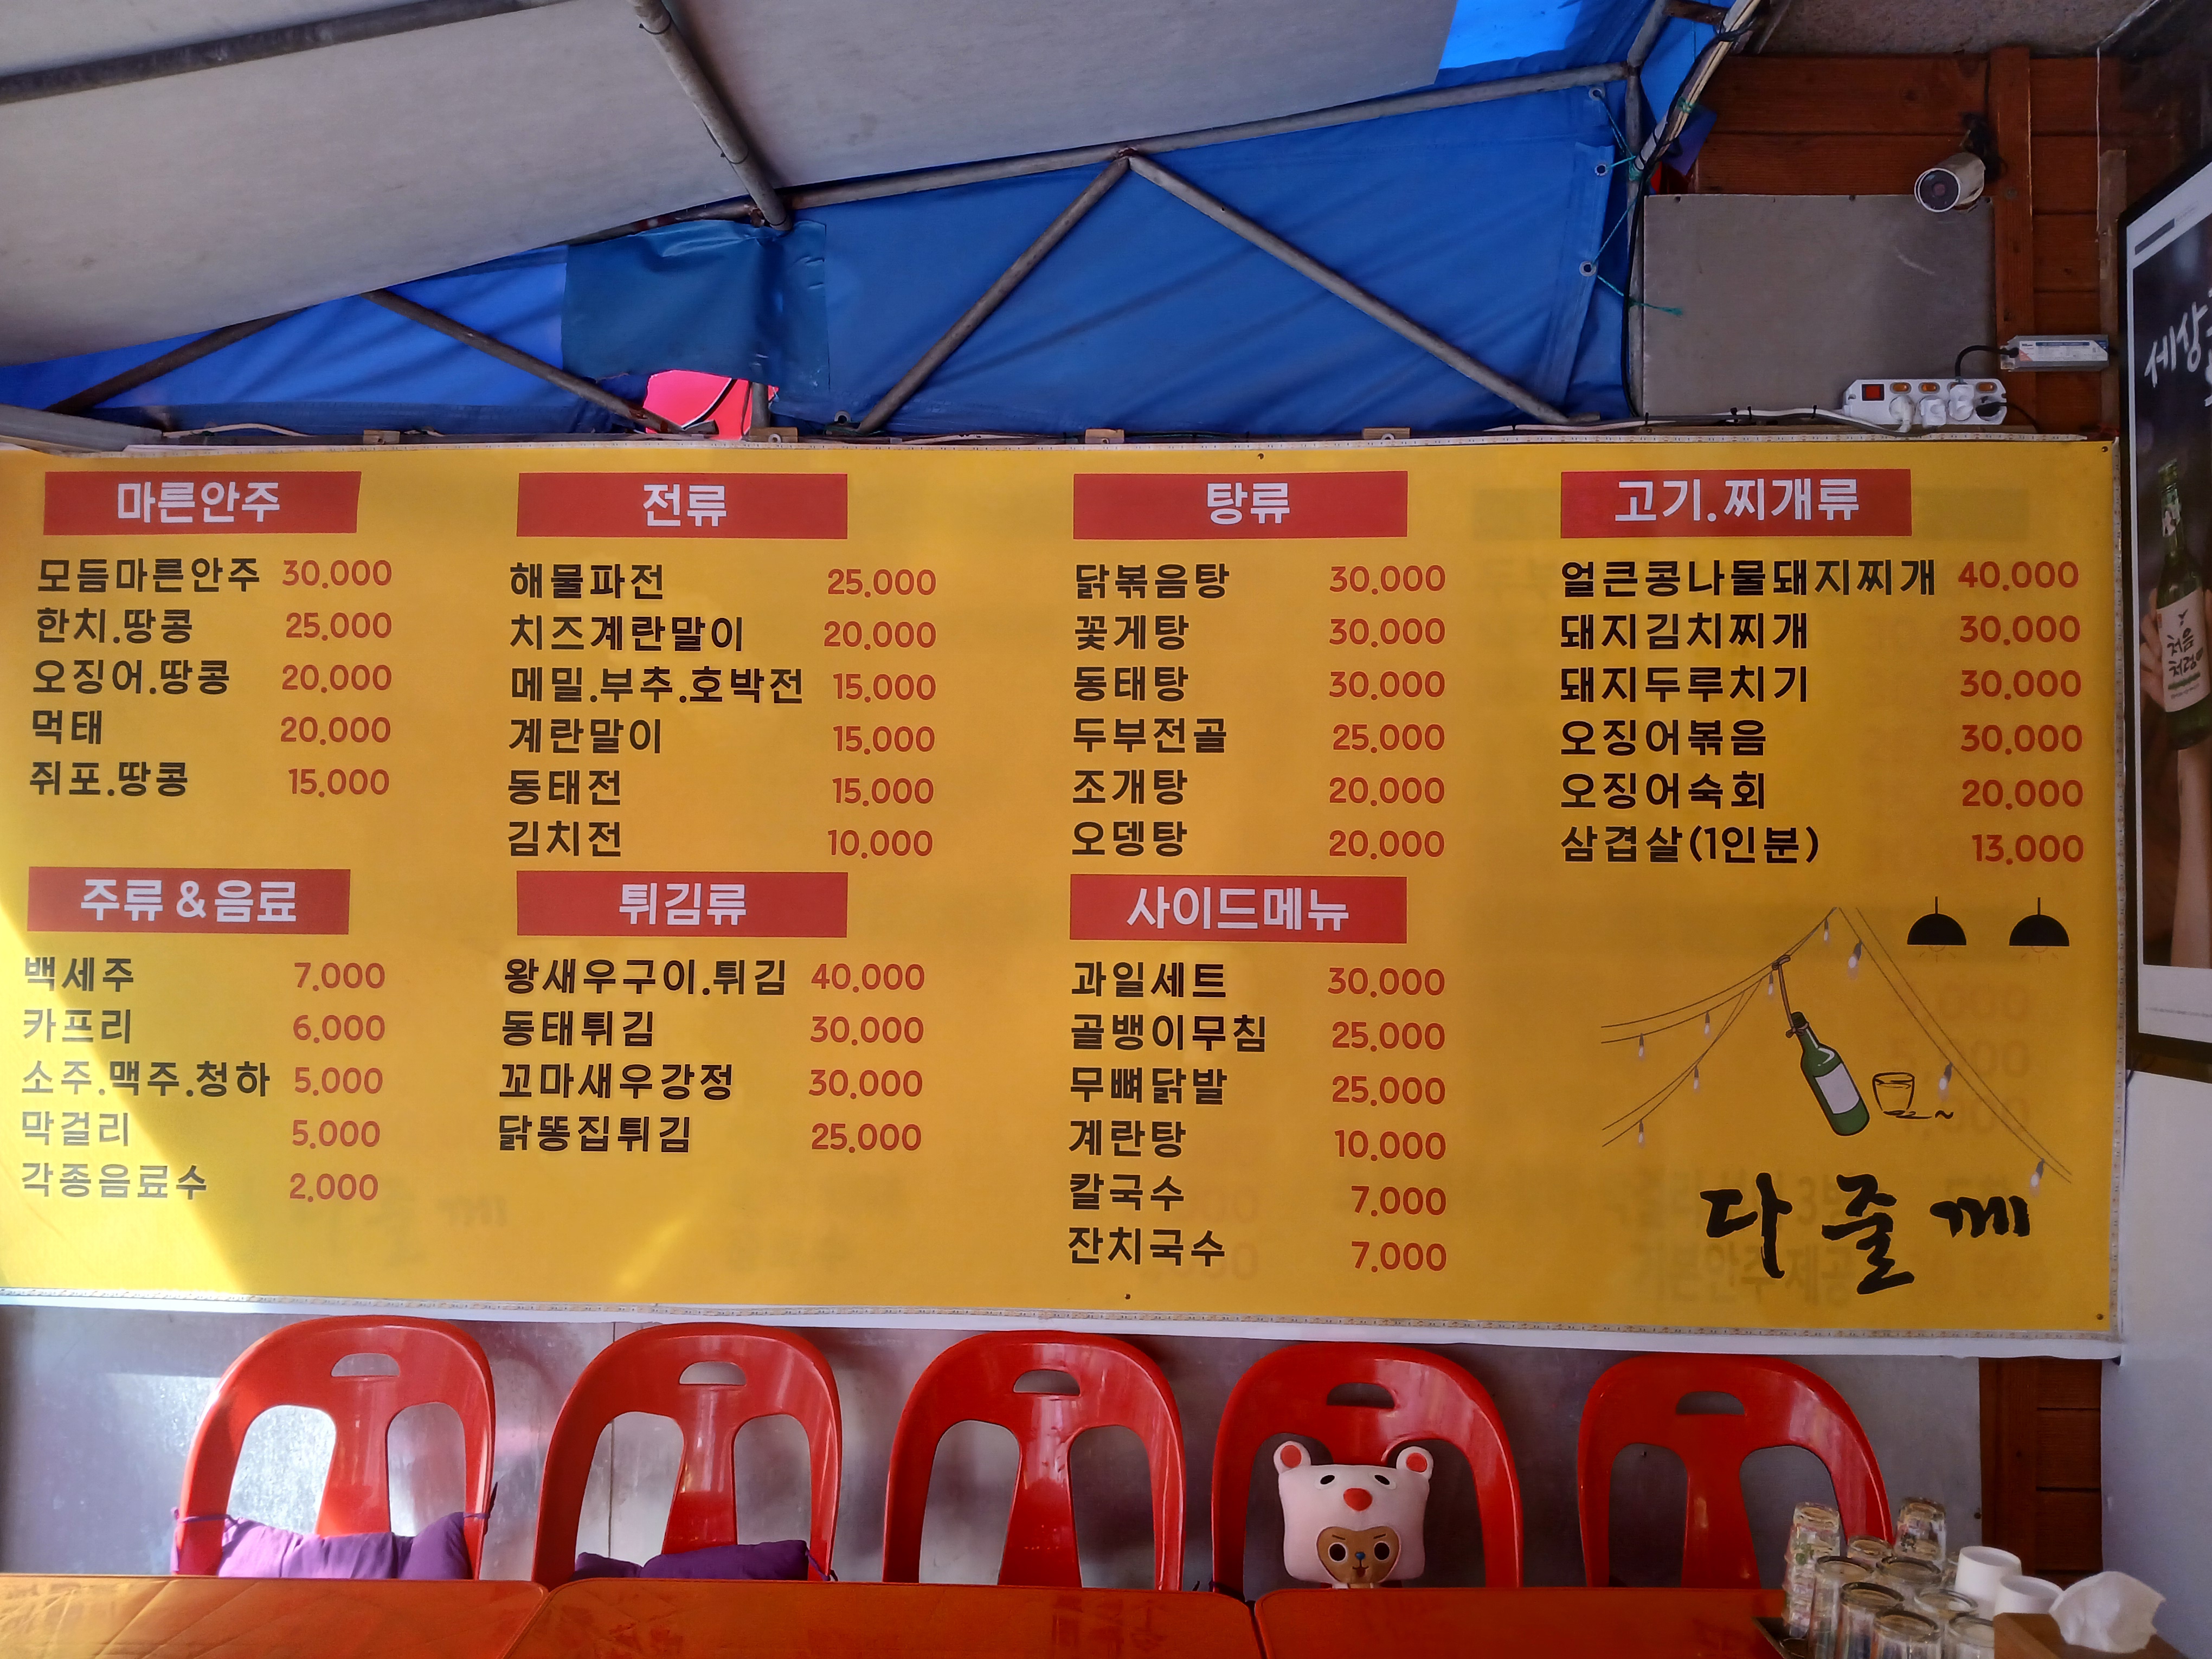 마른안주
모듬마른안주 30.000
한치.땅콩 25.000
오징어.땅콩 20.000
먹태 20.000
쥐포.땅콩 15.000
주류&음료
백세주 7.000
카프리 6.000
소주.맥주.청하 5.000
막걸리 5.000
각종음료수 2.000
전류
해물파전 25.000
치즈계란말이 20.000
메밀.부추.호박전 15.000
계란말이 15.000
동태전 15.000
김치전 10.000
튀김류
왕새우구이.튀김 40.000
동태튀김 30.000
꼬마새우강정 30.000
닭똥집튀김 25.000
탕류
닭볶음탕 30.000
꽃게탕 30.000
동태탕 30.000
두부전골 25.000
조개탕 20.000
오뎅탕 20.000
사이드메뉴
과일세트 30.000
골뱅이무침 25.000
무뼈닭발 25.000
계란탕 10.000
칼국수 7.000
잔치국수 7.000
고기.찌개류
얼큰콩나물돼지찌개 40.000
돼지김치찌개 30.000
돼지두루치기 30.000
오징어볶음 30.000
오징어숙회 20.000
삼겹살(1인분) 13.000
다줄께
세상
처음
처럼